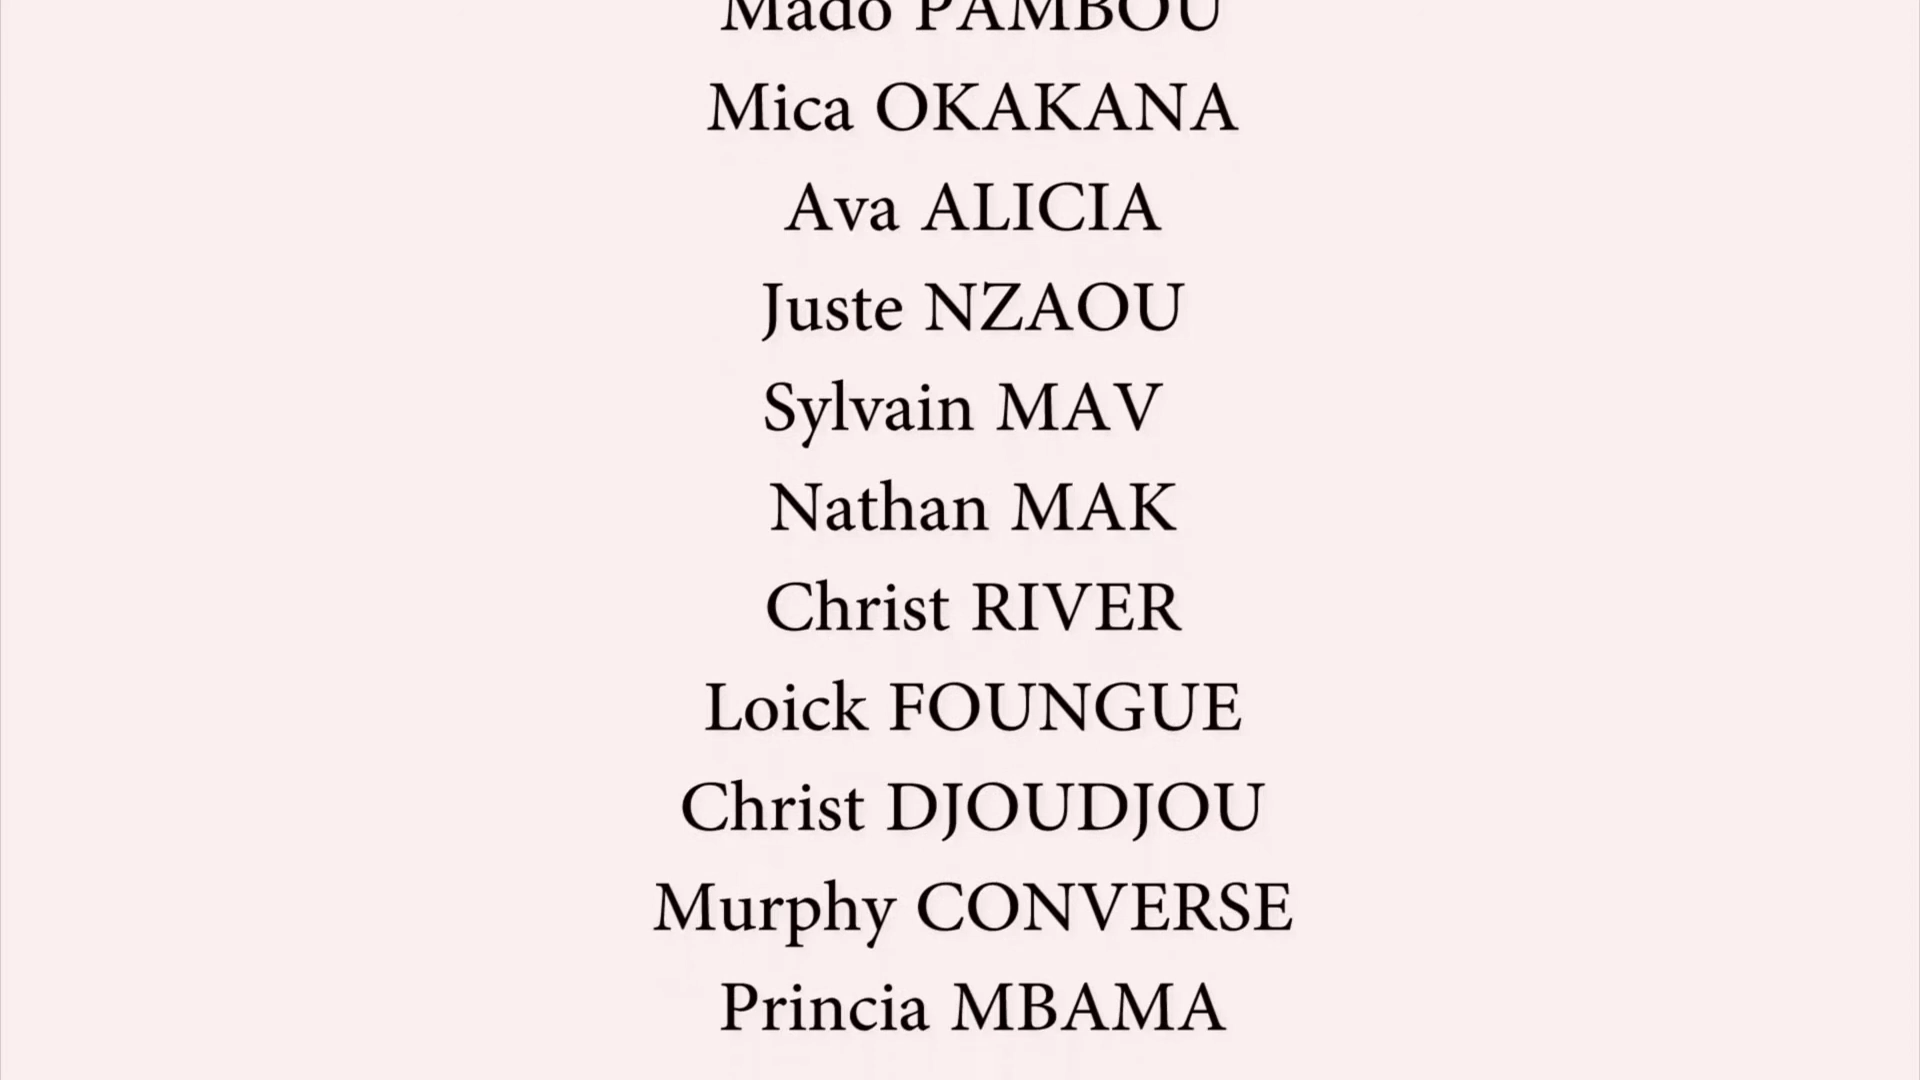 Mado PAMBOU
Mica OKAKANA
Ava ALICIA
Juste NZAOU
Sylvain MAV
Nathan MAK
Christ RIVER
Loick FOUNGUE
Christ DJOUDJOU
Murphy CONVERSE
Princia MBAMA